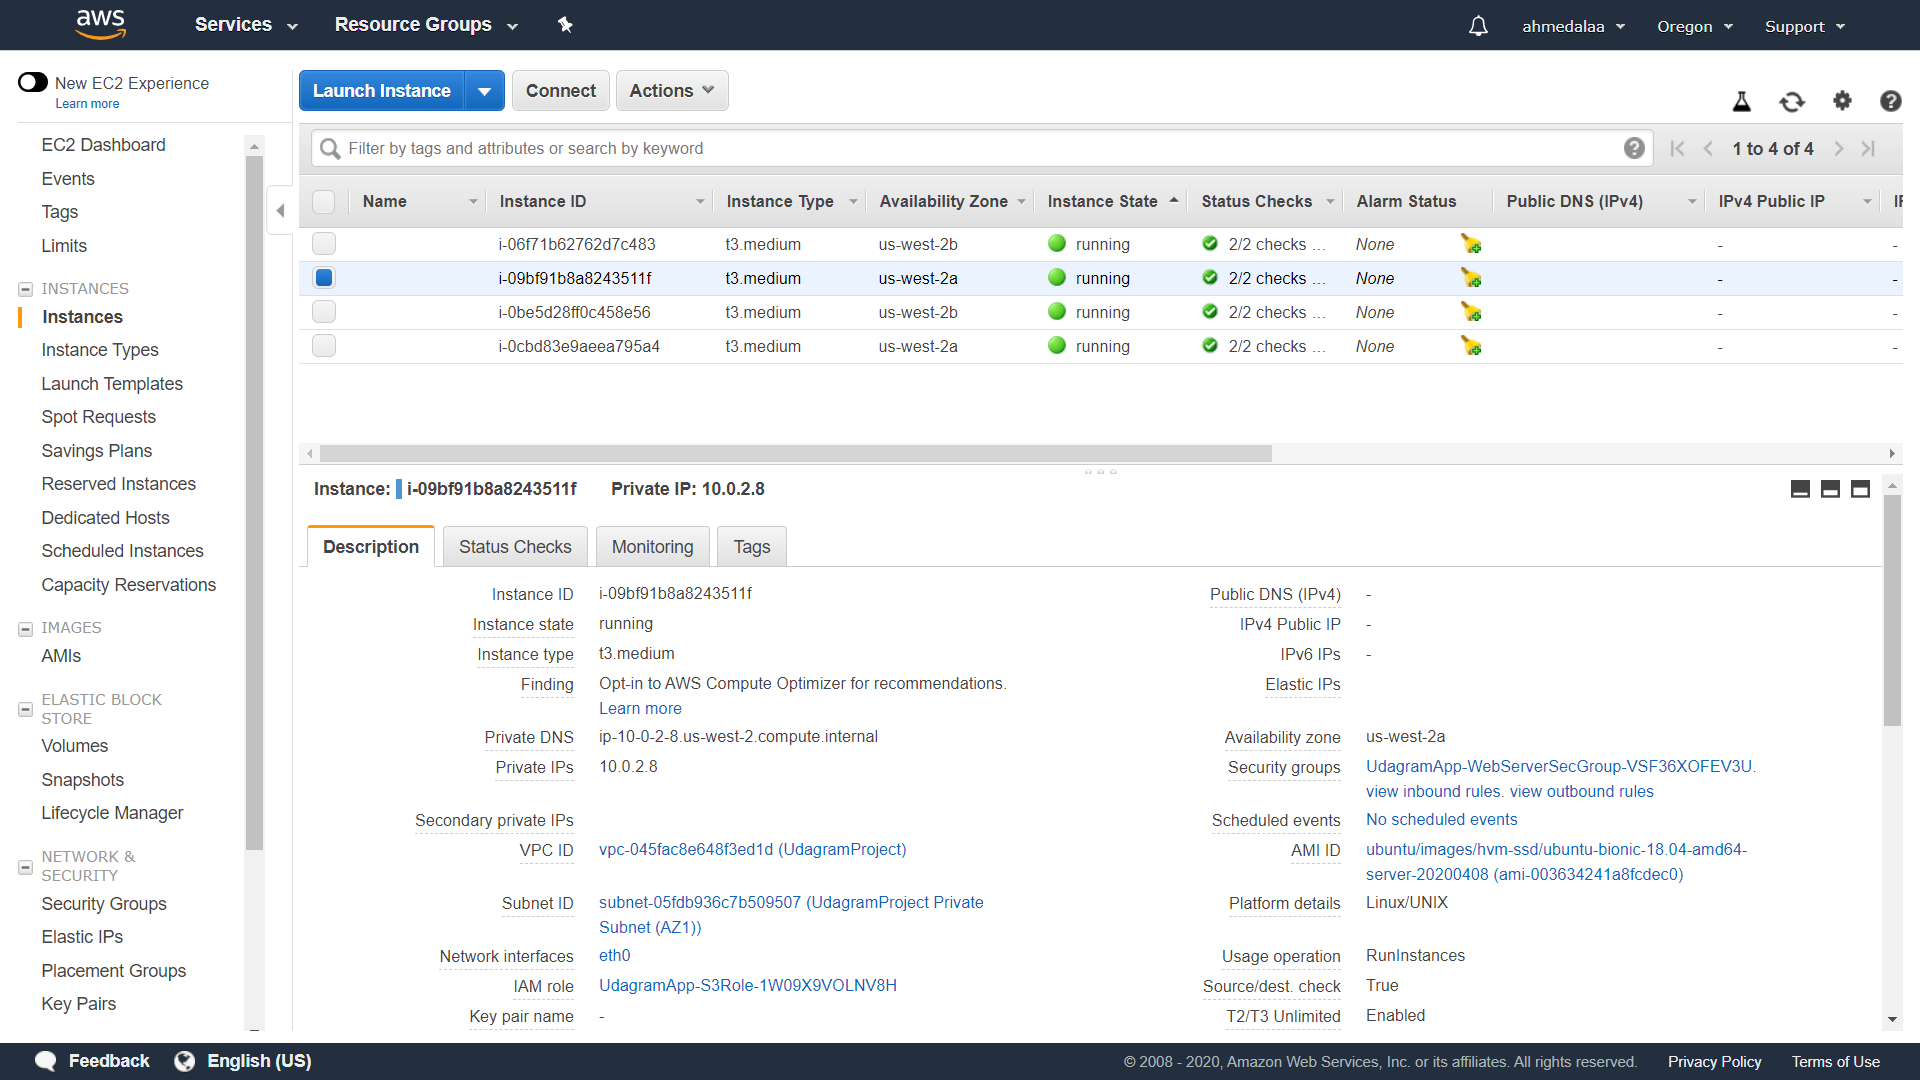 aws
Services
Resource Groups
ahmedalaa
Oregon
Support
New EC2 Experience
Learn more
EC2 Dashboard
Events
Tags
Limits
INSTANCES
Instances
Instance Types
Launch Templates
Spot Requests
Savings Plans
Reserved Instances
Dedicated Hosts
Scheduled Instances
Capacity Reservations
IMAGES
AMIs
ELASTIC BLOCK
STORE
Volumes
Snapshots
Lifecycle Manager
NETWORK &
SECURITY
Security Groups
Elastic IPs
Placement Groups
Key Pairs
Launch Instance
Connect
Actions
Filter by tags and attributes or search by keyword
1 to 4 of 4
Name Instance ID Instance Type Availability Zone Instance State Status Checks Alarm Status Public DNS (IPv4) IPv4 Public IP IP
i-06f71b62762d7c483 t3.medium us-west-2b running 2/2 checks ... None - -
i-09bf91b8a8243511f t3.medium us-west-2a running 2/2 checks ... None - -
i-0be5d28ff0c458e56 t3.medium us-west-2b running 2/2 checks ... None - -
i-0cbd83e9aeea795a4 t3.medium us-west-2a running 2/2 checks ... None - -
Instance: i-09bf91b8a8243511f Private IP: 10.0.2.8
Description
Status Checks
Monitoring
Tags
Instance ID i-09bf91b8a8243511f
Instance state running
Instance type t3.medium
Finding Opt-in to AWS Compute Optimizer for recommendations.
Learn more
Private DNS ip-10-0-2-8.us-west-2.compute.internal
Private IPs 10.0.2.8
Secondary private IPs
VPC ID vpc-045fac8e648f3ed1d (UdagramProject)
Subnet ID subnet-05fdb936c7b509507 (UdagramProject Private
Subnet (AZ1))
Network interfaces eth0
IAM role UdagramApp-S3Role-1W09X9VOLNV8H
Key pair name -
Public DNS (IPv4) -
IPv4 Public IP -
IPv6 IPs -
Elastic IPs
Availability zone us-west-2a
Security groups UdagramApp-WebServerSecGroup-VSF36XOFEV3U.
view inbound rules. view outbound rules
Scheduled events No scheduled events
AMI ID ubuntu/images/hvm-ssd/ubuntu-bionic-18.04-amd64-
server-20200408 (ami-003634241a8fcdec0)
Platform details Linux/UNIX
Usage operation RunInstances
Source/dest. check True
T2/T3 Unlimited Enabled
Feedback
English (US)
© 2008 - 2020, Amazon Web Services, Inc. or its affiliates. All rights reserved.
Privacy Policy
Terms of Use